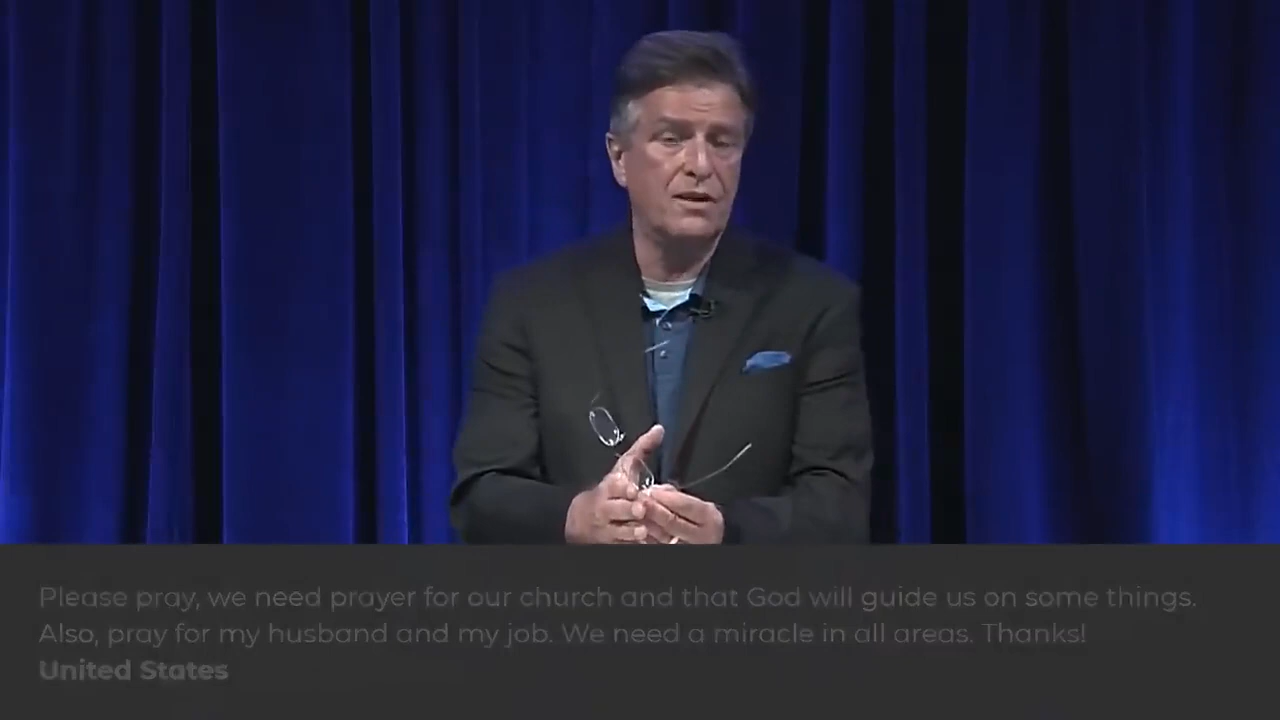 Please pray, we need prayer for our church and that God will guide us on some things.
Also, pray for my husband and my job. We need a miracle in all areas. Thanks!
United States